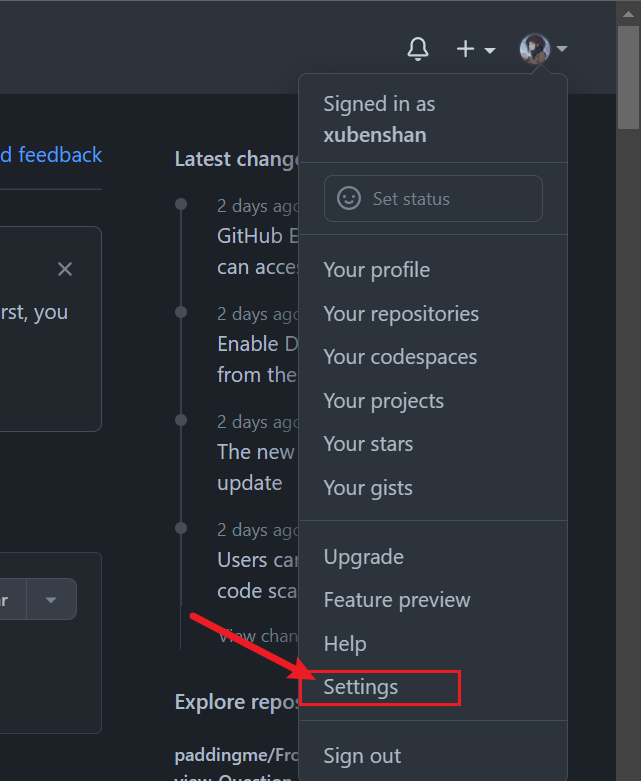 Signed in as
xubenshan
d feedback
Latest change
Set status
2 days ago
GitHub E
can acces
Your profile
rst, you
Your repositories
2 days ago
Enable D
from the
Your codespaces
Your projects
2 days ago
The new
update
Your stars
Your gists
2 days ago
Users can
code sca
Upgrade
ar
Feature preview
View chan
Help
Settings
Explore repos
paddingme/Fro
view-Question
Sign out